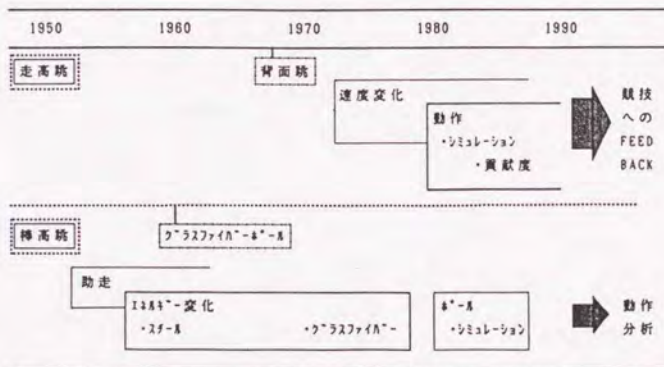 1950 1960 1970 1980 1990
走高跳
背面跳
速度変化
動作
・シミュレーション
・貢献度
競技
への
FEED
BACK
棒高跳
グラスファイバーポール
助走
エネルギー変化
・スチール ・グラスファイバー
ポール
・シミュレーション
動作
分析